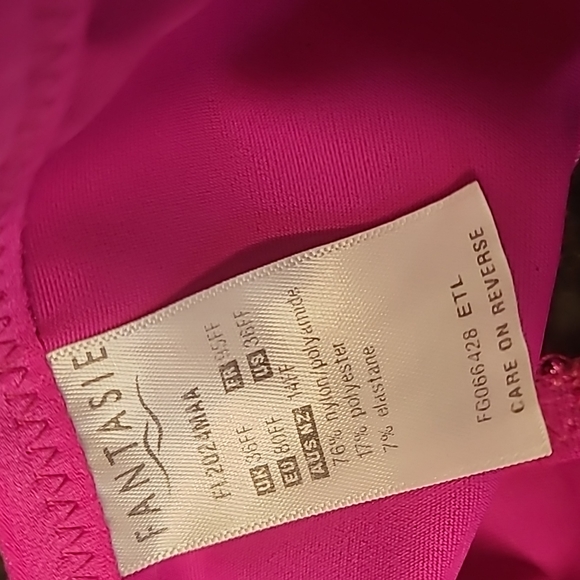 FANTASIE
FL2024MAA
UK 36FF FR 95FF
EU 80FF US 36FF
AUS NZ 14FF
76% nylon/polyamide
17% polyester
7% elastane
FG066428 ETL
CARE ON REVERSE